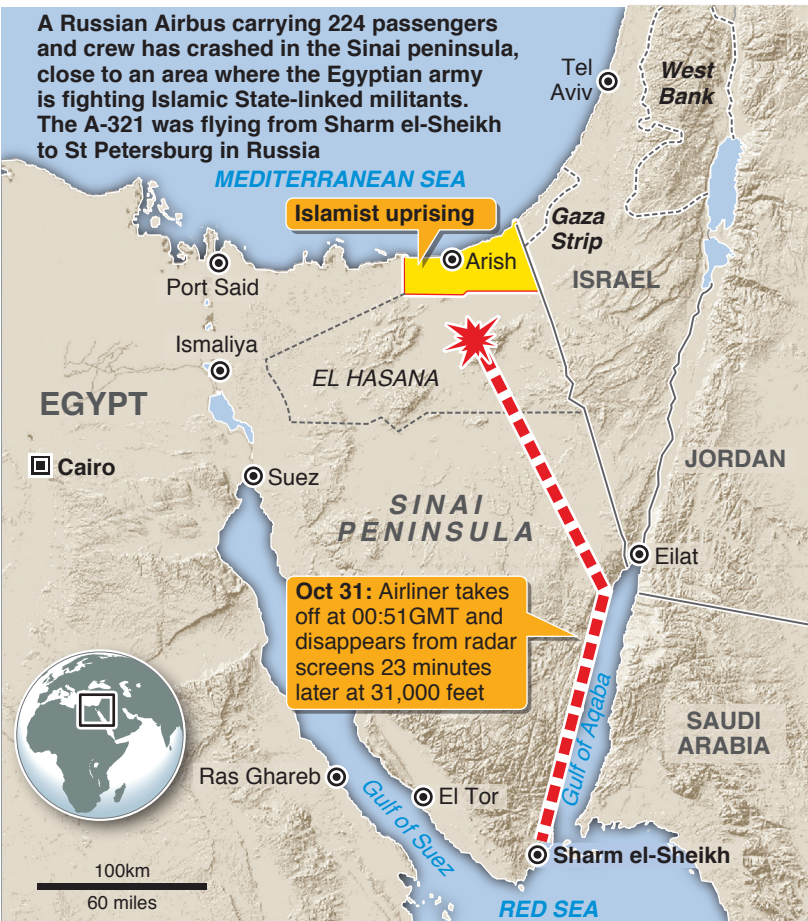 A Russian Airbus carrying 224 passengers
and crew has crashed in the Sinai peninsula,
close to an area where the Egyptian army
is fighting Islamic State-linked militants.
The A-321 was flying from Sharm el-Sheikh
to St Petersburg in Russia
Tel
Aviv
West
Bank
MEDITERRANEAN SEA
Islamist uprising
Gaza
Strip
Arish
ISRAEL
Port Said
Ismaliya
EL HASANA
EGYPT
Cairo
Suez
JORDAN
SINAI
PENINSULA
Eilat
Oct 31: Airliner takes
off at 00:51GMT and
disappears from radar
screens 23 minutes
later at 31,000 feet
Gulf of Aqaba
SAUDI
ARABIA
Ras Ghareb
Gulf of Suez
El Tor
Sharm el-Sheikh
100km
60 miles
RED SEA